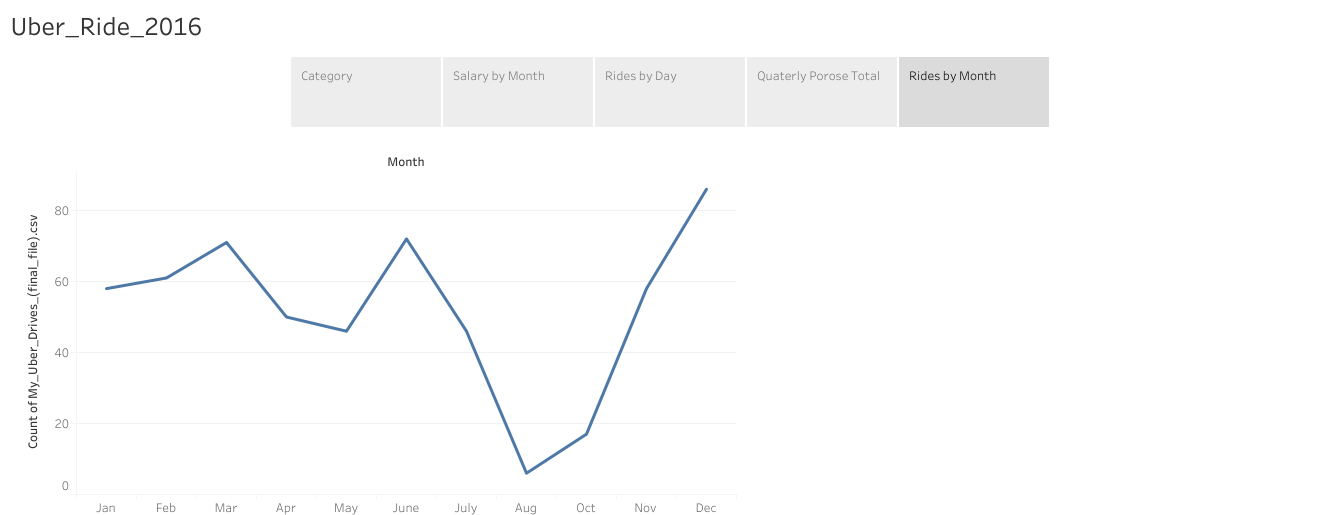 Uber_Ride_2016
Category
Salary by Month
Rides by Day
Quaterly Porose Total
Rides by Month
Month
Count of My_Uber_Drives_(final_file).csv
80
60
40
20
0
Jan Feb Mar Apr May June July Aug Oct Nov Dec